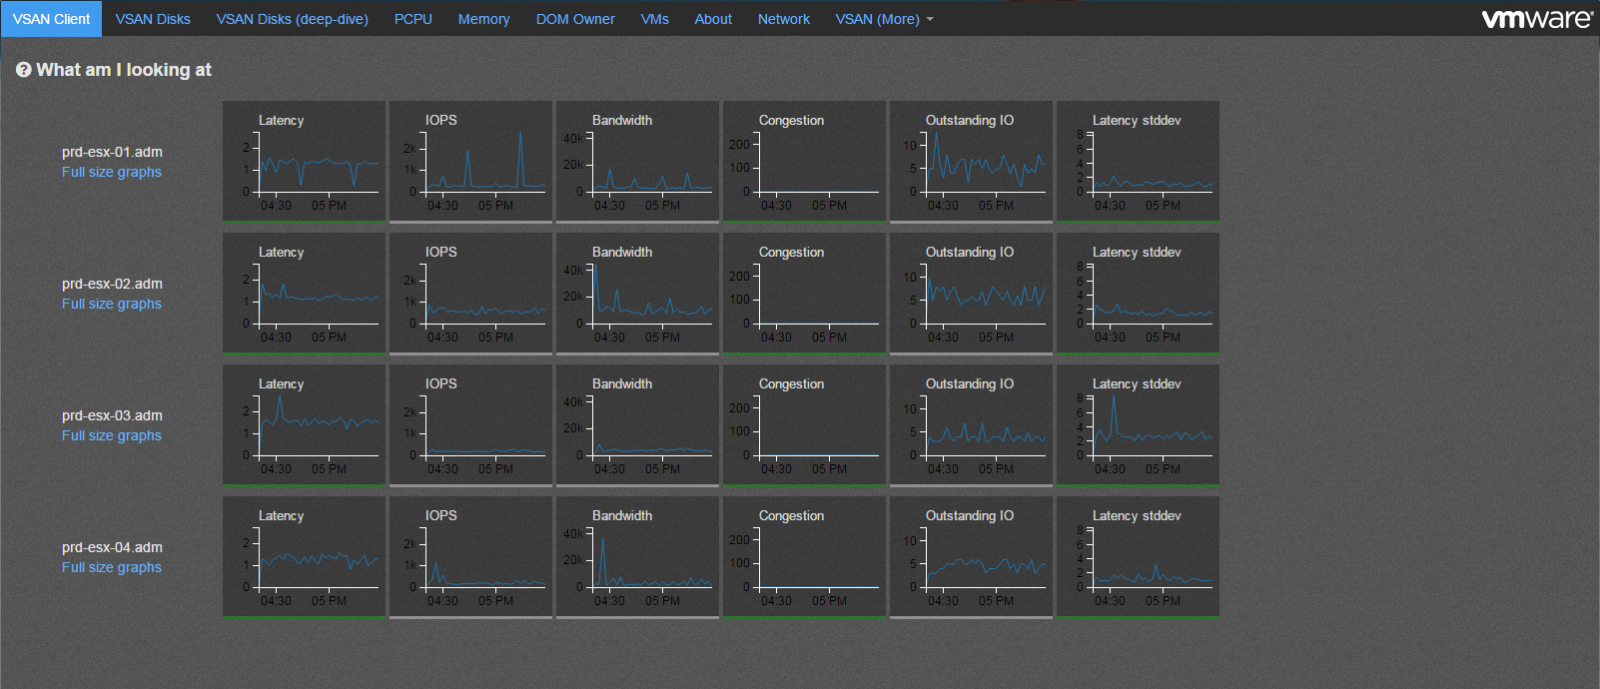 VSAN Client VSAN Disks VSAN Disks (deep-dive) PCPU Memory DOM Owner VMs About Network VSAN (More) vmware®
What am I looking at
Latency IOPS Bandwidth Congestion Outstanding IO Latency stddev
prd-esx-01.adm
Full size graphs
2 1 0 2k 1k 0 40k 20k 0 200 100 0 10 5 0 8 6 4 2 0
04:30 05 PM 04:30 05 PM 04:30 05 PM 04:30 05 PM 04:30 05 PM 04:30 05 PM
Latency IOPS Bandwidth Congestion Outstanding IO Latency stddev
prd-esx-02.adm
Full size graphs
2 1 0 2k 1k 0 40k 20k 0 200 100 0 10 5 0 8 6 4 2 0
04:30 05 PM 04:30 05 PM 04:30 05 PM 04:30 05 PM 04:30 05 PM 04:30 05 PM
Latency IOPS Bandwidth Congestion Outstanding IO Latency stddev
prd-esx-03.adm
Full size graphs
2 1 0 2k 1k 0 40k 20k 0 200 100 0 10 5 0 8 6 4 2 0
04:30 05 PM 04:30 05 PM 04:30 05 PM 04:30 05 PM 04:30 05 PM 04:30 05 PM
Latency IOPS Bandwidth Congestion Outstanding IO Latency stddev
prd-esx-04.adm
Full size graphs
2 1 0 2k 1k 0 40k 20k 0 200 100 0 10 5 0 8 6 4 2 0
04:30 05 PM 04:30 05 PM 04:30 05 PM 04:30 05 PM 04:30 05 PM 04:30 05 PM